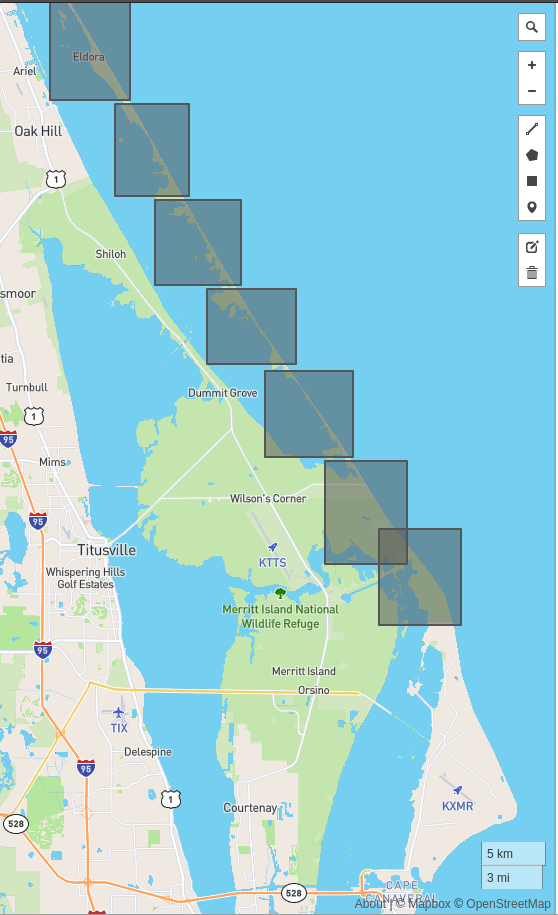 Eldora
Ariel
Oak Hill
1
Shiloh
smoor
tia
Turnbull
Dummit Grove
1
95
Mims
Wilson's Corner
95
Titusville
KTTS
Whispering Hills
Golf Estates
Merritt Island National
Wildlife Refuge
95
Merritt Island
Orsino
TIX
Delespine
95
1
Courtenay
KXMR
528
5 km
3 mi
528
CAPE
CANAVERAL
About | © Mapbox © OpenStreetMap